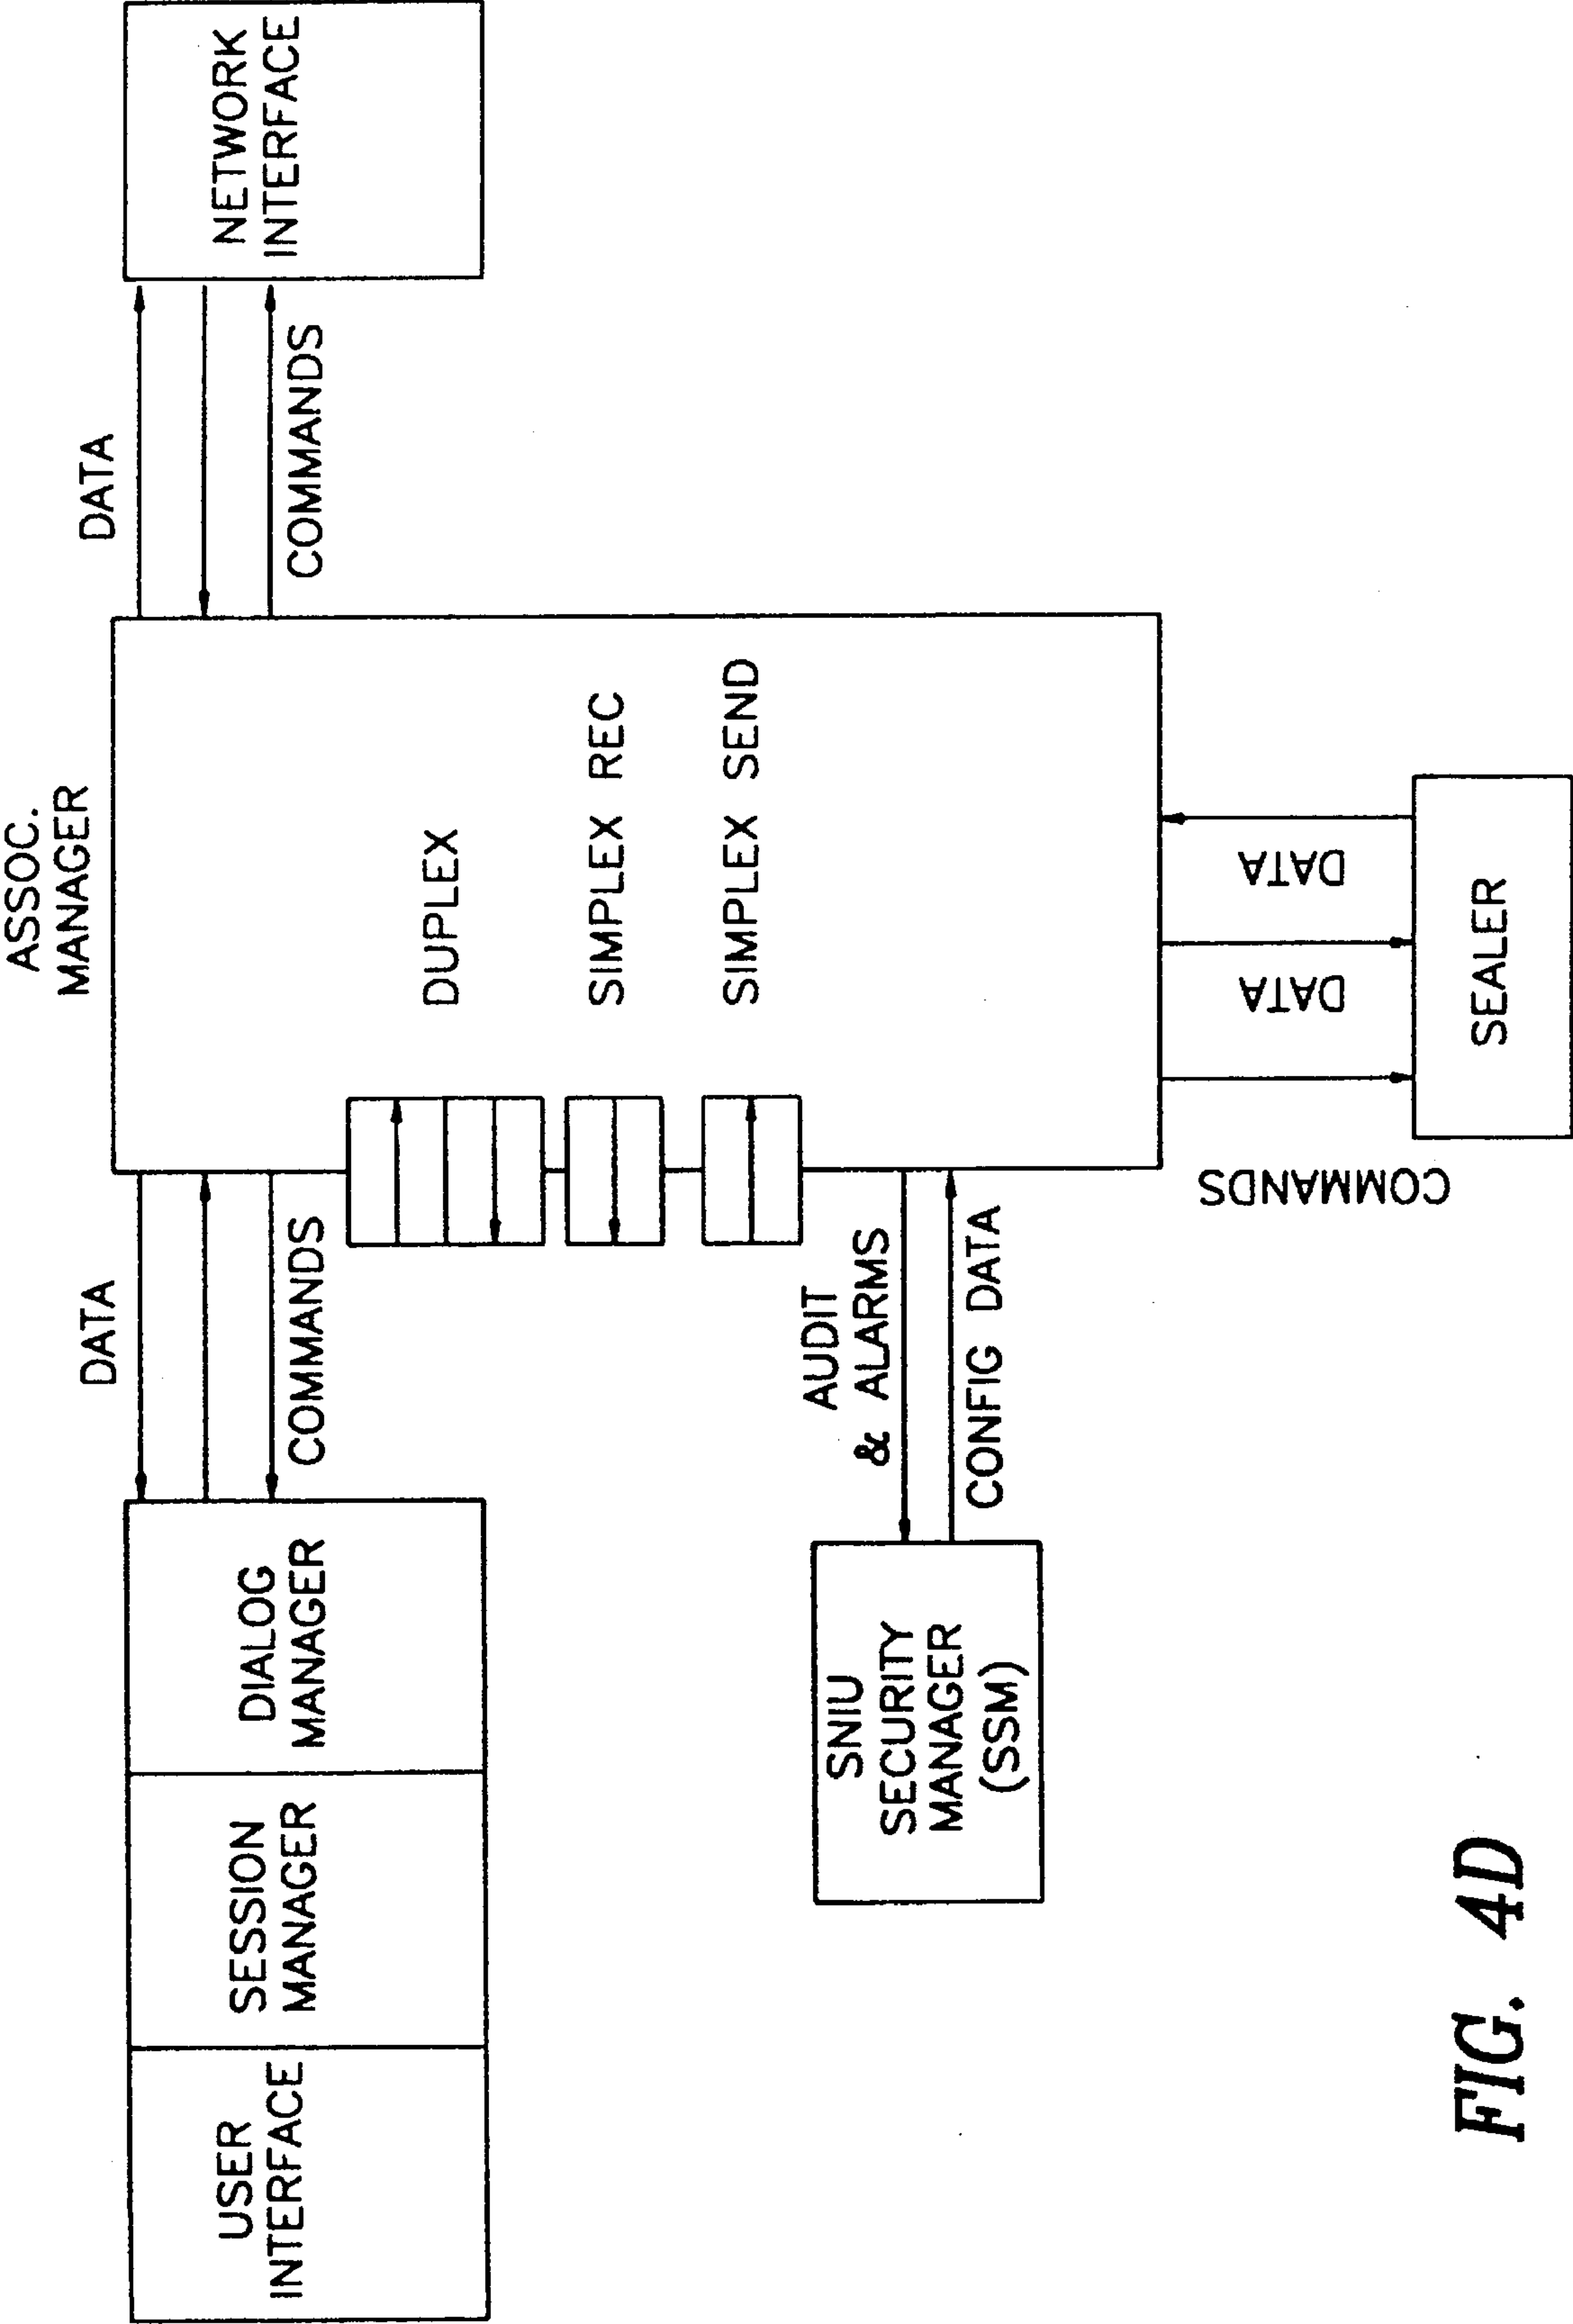 ASSOC.
MANAGER
USER
INTERFACE
SESSION
MANAGER
DIALOG
MANAGER
DATA
COMMANDS
DUPLEX
SIMPLEX REC
SIMPLEX SEND
DATA
COMMANDS
NETWORK
INTERFACE
SNIU
SECURITY
MANAGER
(SSM)
AUDIT
& ALARMS
CONFIG DATA
COMMANDS
DATA
DATA
SEALER
FIG. 4D